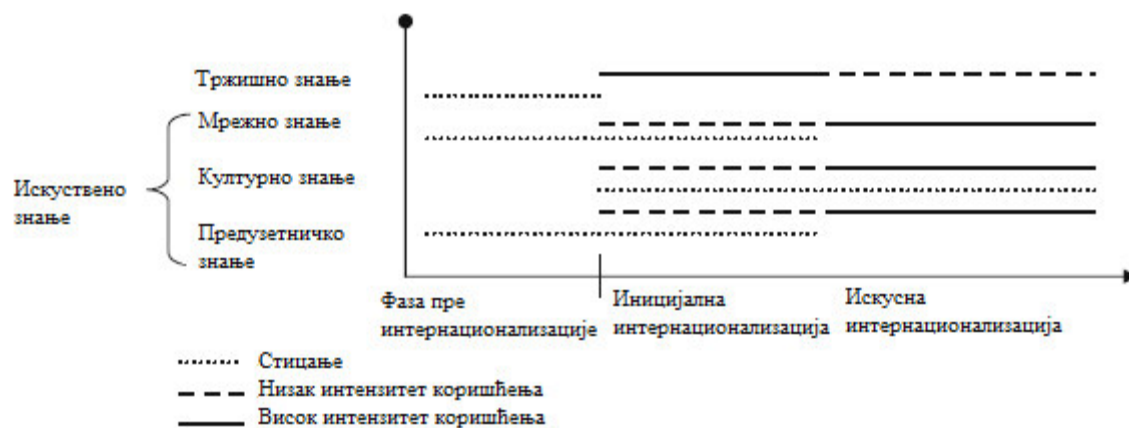 Тржишно знање
Мрежно знање
Културно знање
Искуствено
знање
Предузетничко
знање
Фаза пре
интернационализације
Иницијална
интернационализација
Искусна
интернационализација
Стицање
Низак интензитет коришћења
Висок интензитет коришћења